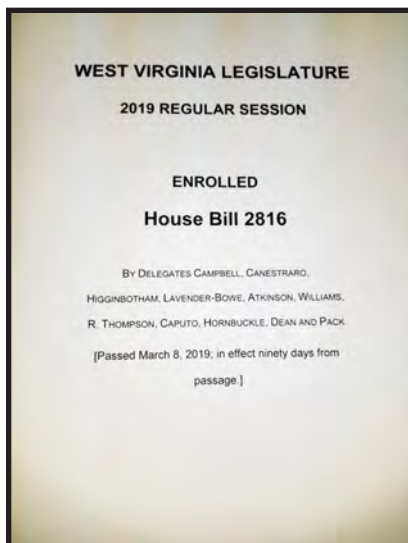 WEST VIRGINIA LEGISLATURE
2019 REGULAR SESSION
ENROLLED
House Bill 2816
BY DELEGATES CAMPBELL, CANESTRARO,
HIGGINBOTHAM, LAVENDER-BOWE, ATKINSON, WILLIAMS,
R. THOMPSON, CAPUTO, HORNBUCKLE, DEAN AND PACK
[Passed March 8, 2019; in effect ninety days from
passage.]